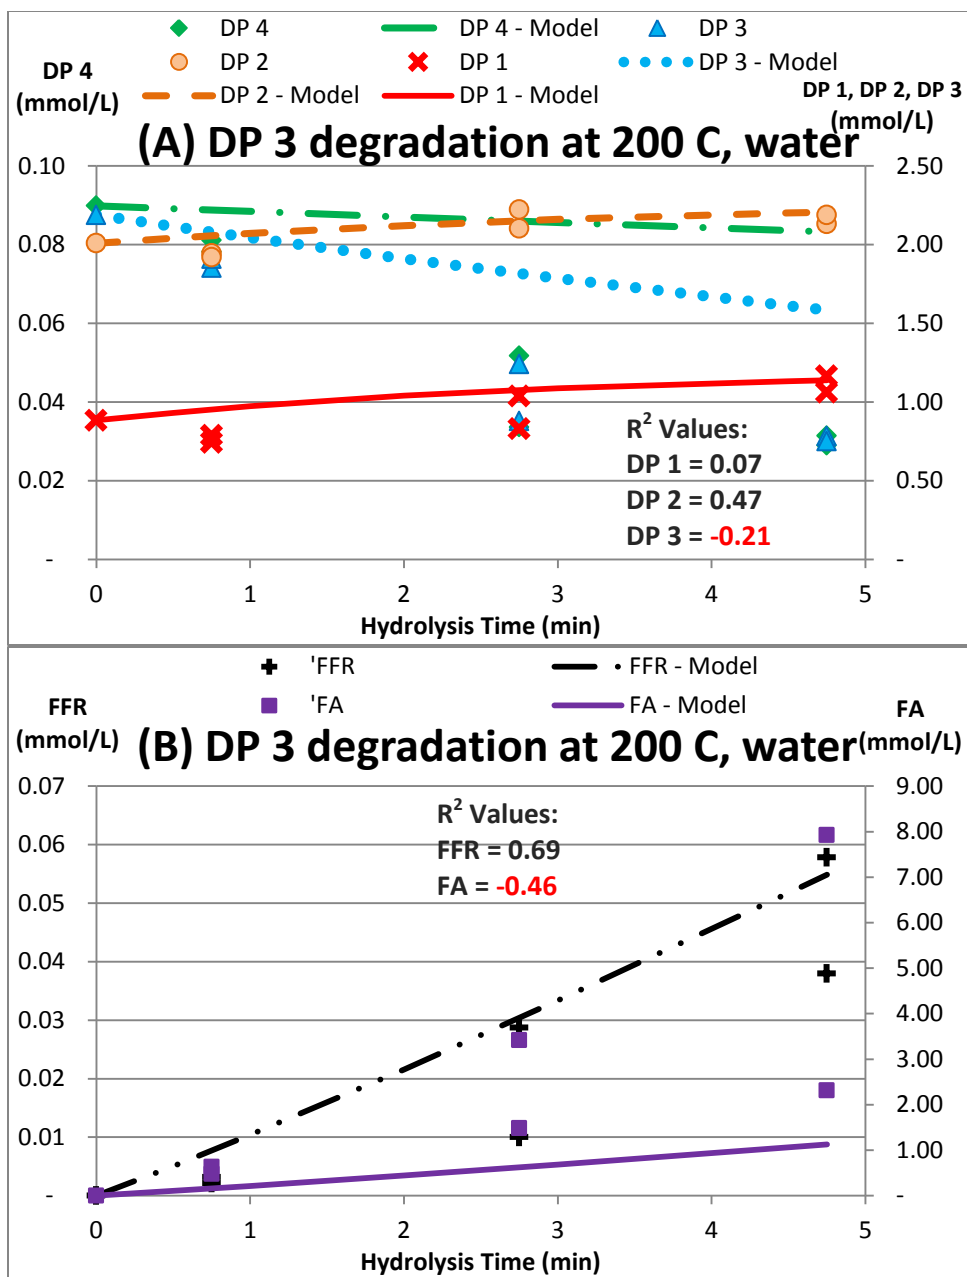 DP 4
DP 4 - Model
DP 3
DP 2
DP 1
DP 3 - Model
DP 2 - Model
DP 1 - Model
DP 4
(mmol/L)
DP 1, DP 2, DP 3
(mmol/L)
(A) DP 3 degradation at 200 C, water
0.10
0.08
0.06
0.04
0.02
-
2.50
2.00
1.50
1.00
0.50
-
R² Values:
DP 1 = 0.07
DP 2 = 0.47
DP 3 = -0.21
0 1 2 3 4 5
Hydrolysis Time (min)
'FFR
FFR - Model
'FA
FA - Model
FFR
(mmol/L)
FA
(mmol/L)
(B) DP 3 degradation at 200 C, water
0.07
0.06
0.05
0.04
0.03
0.02
0.01
-
9.00
8.00
7.00
6.00
5.00
4.00
3.00
2.00
1.00
-
R² Values:
FFR = 0.69
FA = -0.46
0 1 2 3 4 5
Hydrolysis Time (min)